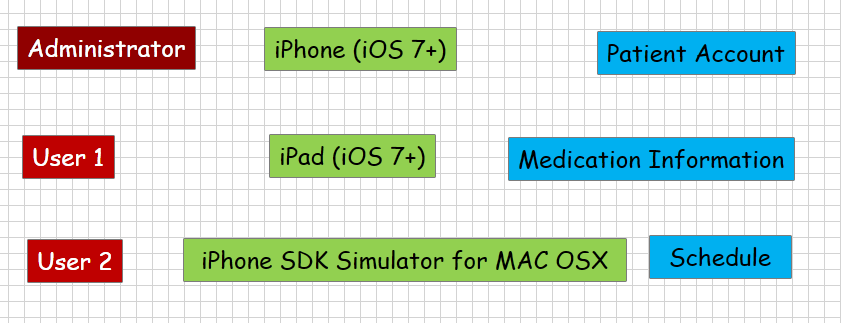 Administrator
iPhone (iOS 7+)
Patient Account
User 1
iPad (iOS 7+)
Medication Information
User 2
iPhone SDK Simulator for MAC OSX
Schedule